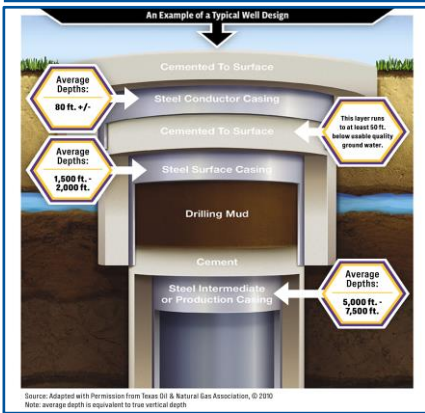 An Example of a Typical Well Design
Cemented To Surface
Average
Depths:
80 ft. +/-
Steel Conductor Casing
Cemented To Surface
This layer runs
to at least 50 ft.
below usable quality
ground water.
Average
Depths:
1,500 ft. -
2,000 ft.
Steel Surface Casing
Drilling Mud
Cement
Steel Intermediate
or Production Casing
Average
Depths:
5,000 ft. -
7,500 ft.
Source: Adapted with Permission from Texas Oil & Natural Gas Association, © 2010
Note: average depth is equivalent to true vertical depth